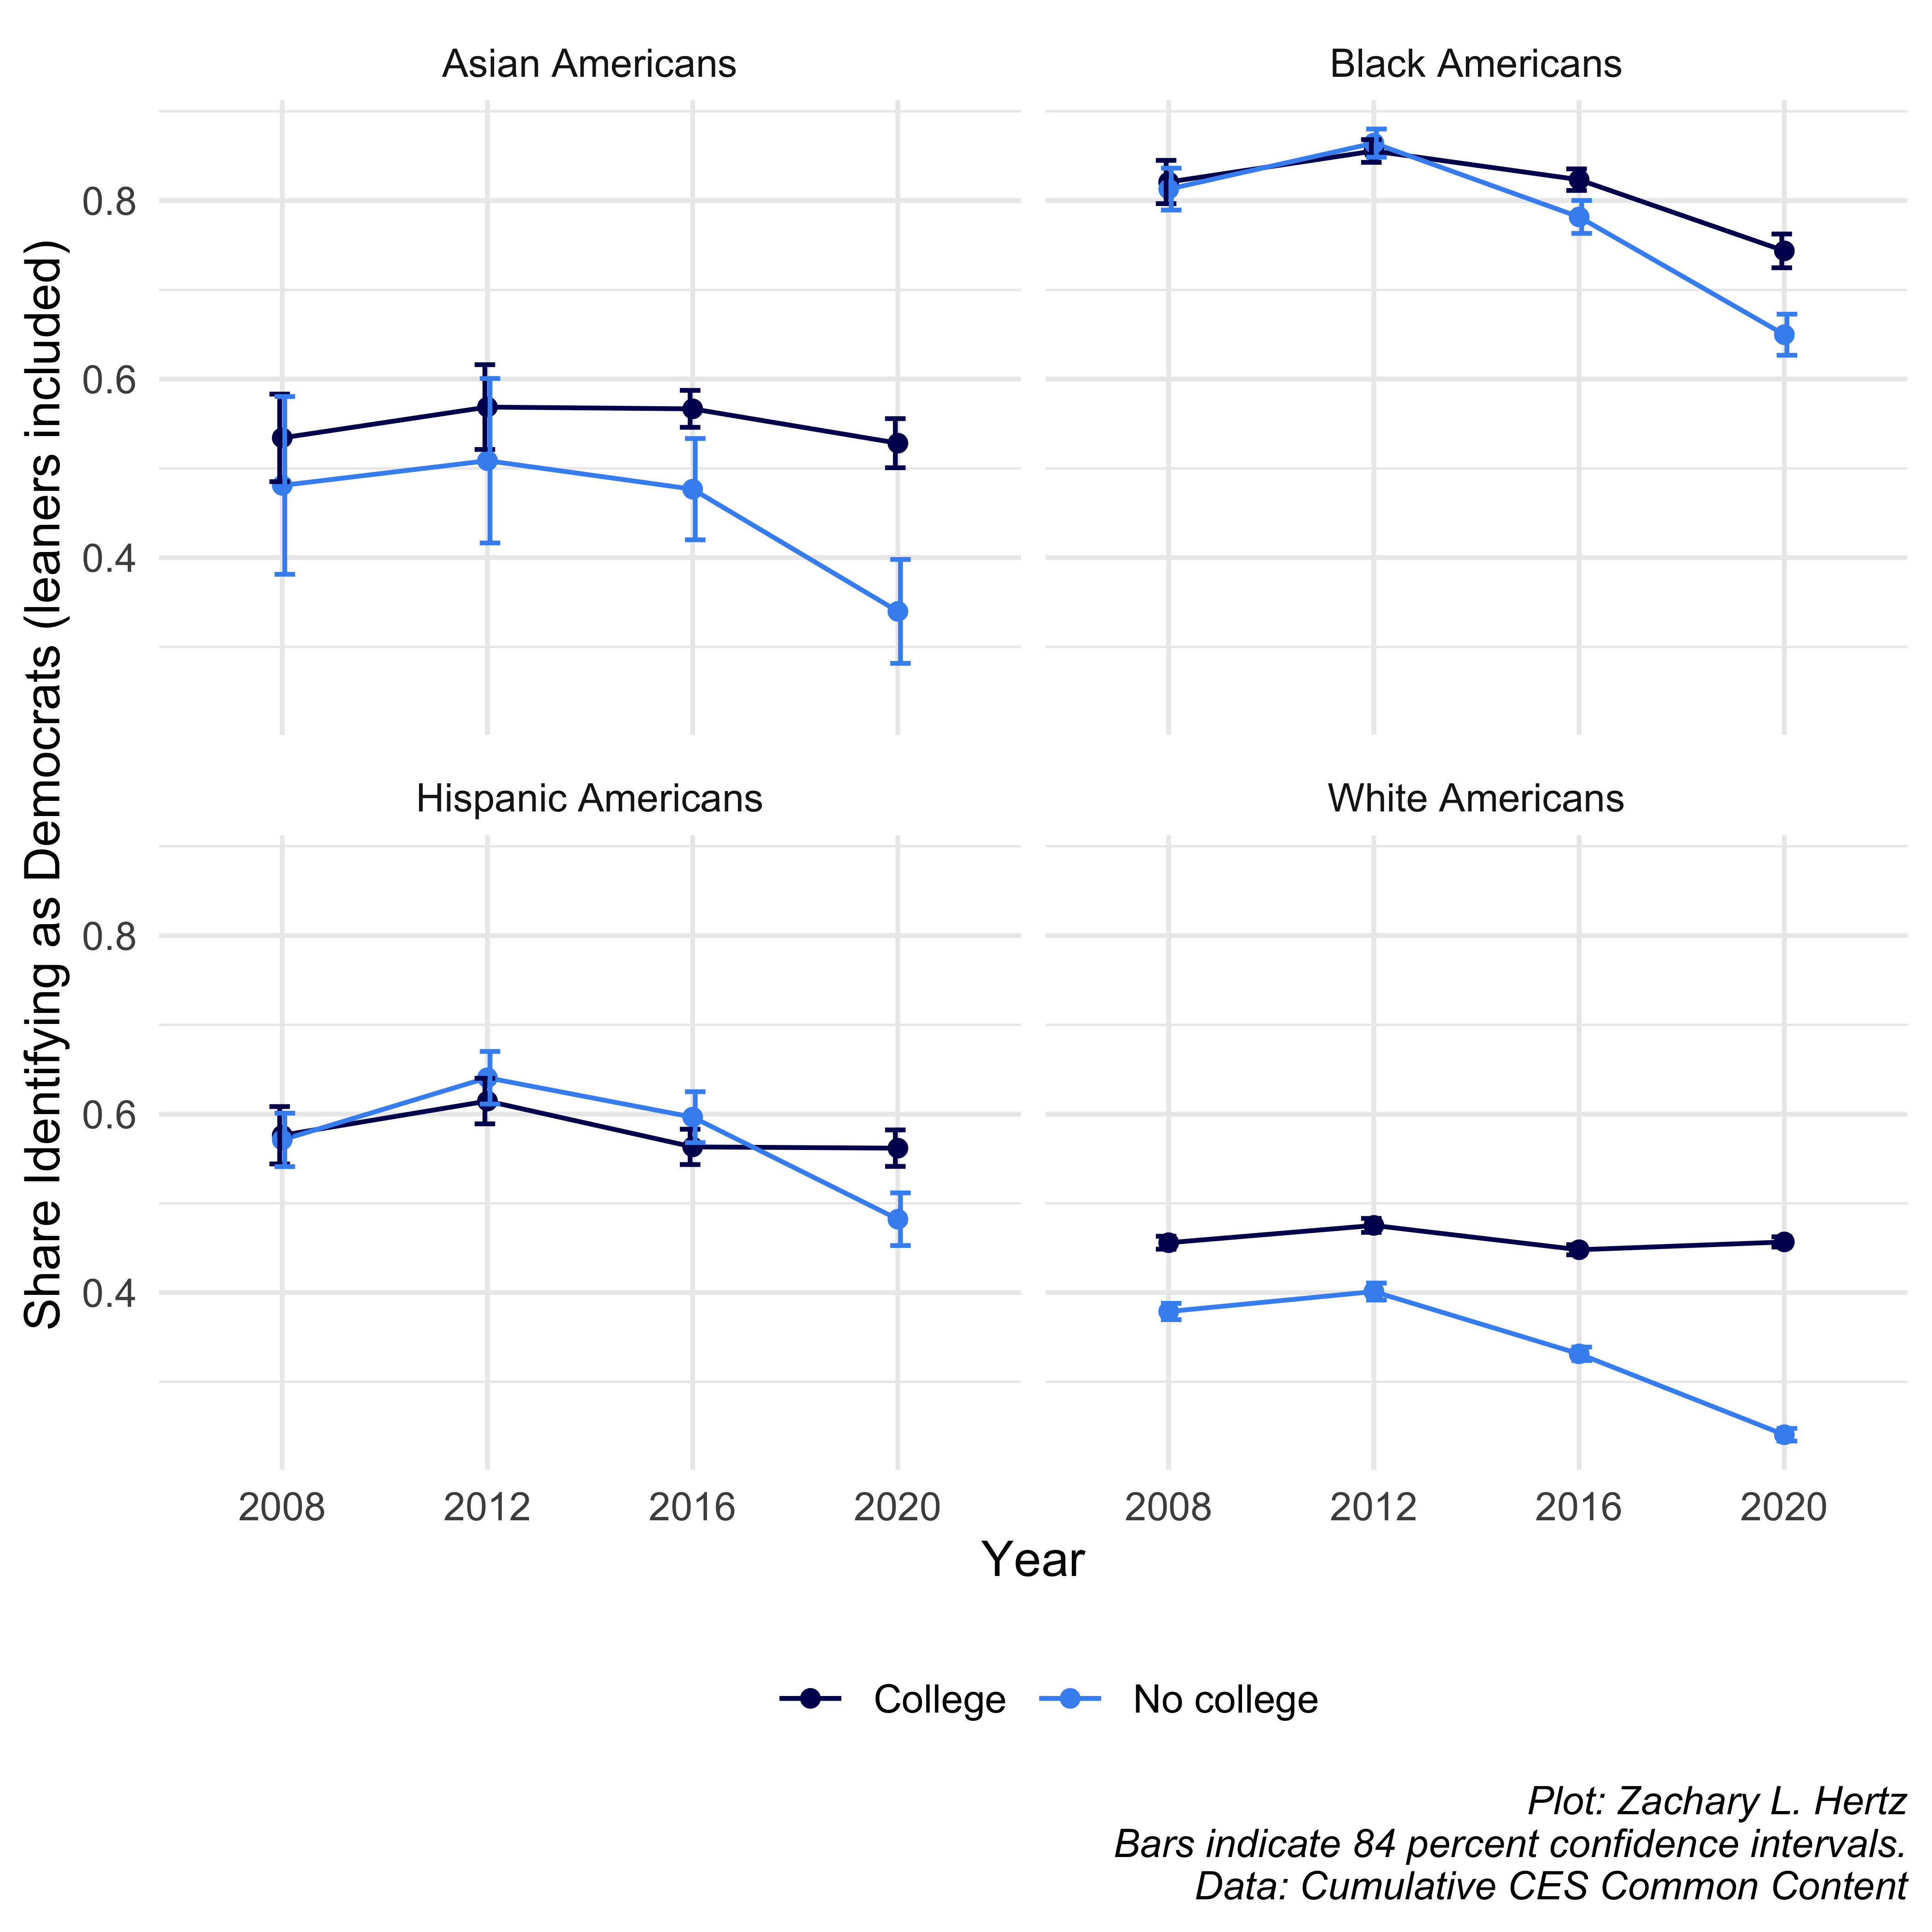 Asian Americans
Black Americans
0.8
0.6
0.4
Hispanic Americans
White Americans
0.8
0.6
0.4
Share Identifying as Democrats (leaners included)
2008 2012 2016 2020
2008 2012 2016 2020
Year
College
No college
Plot: Zachary L. Hertz
Bars indicate 84 percent confidence intervals.
Data: Cumulative CES Common Content